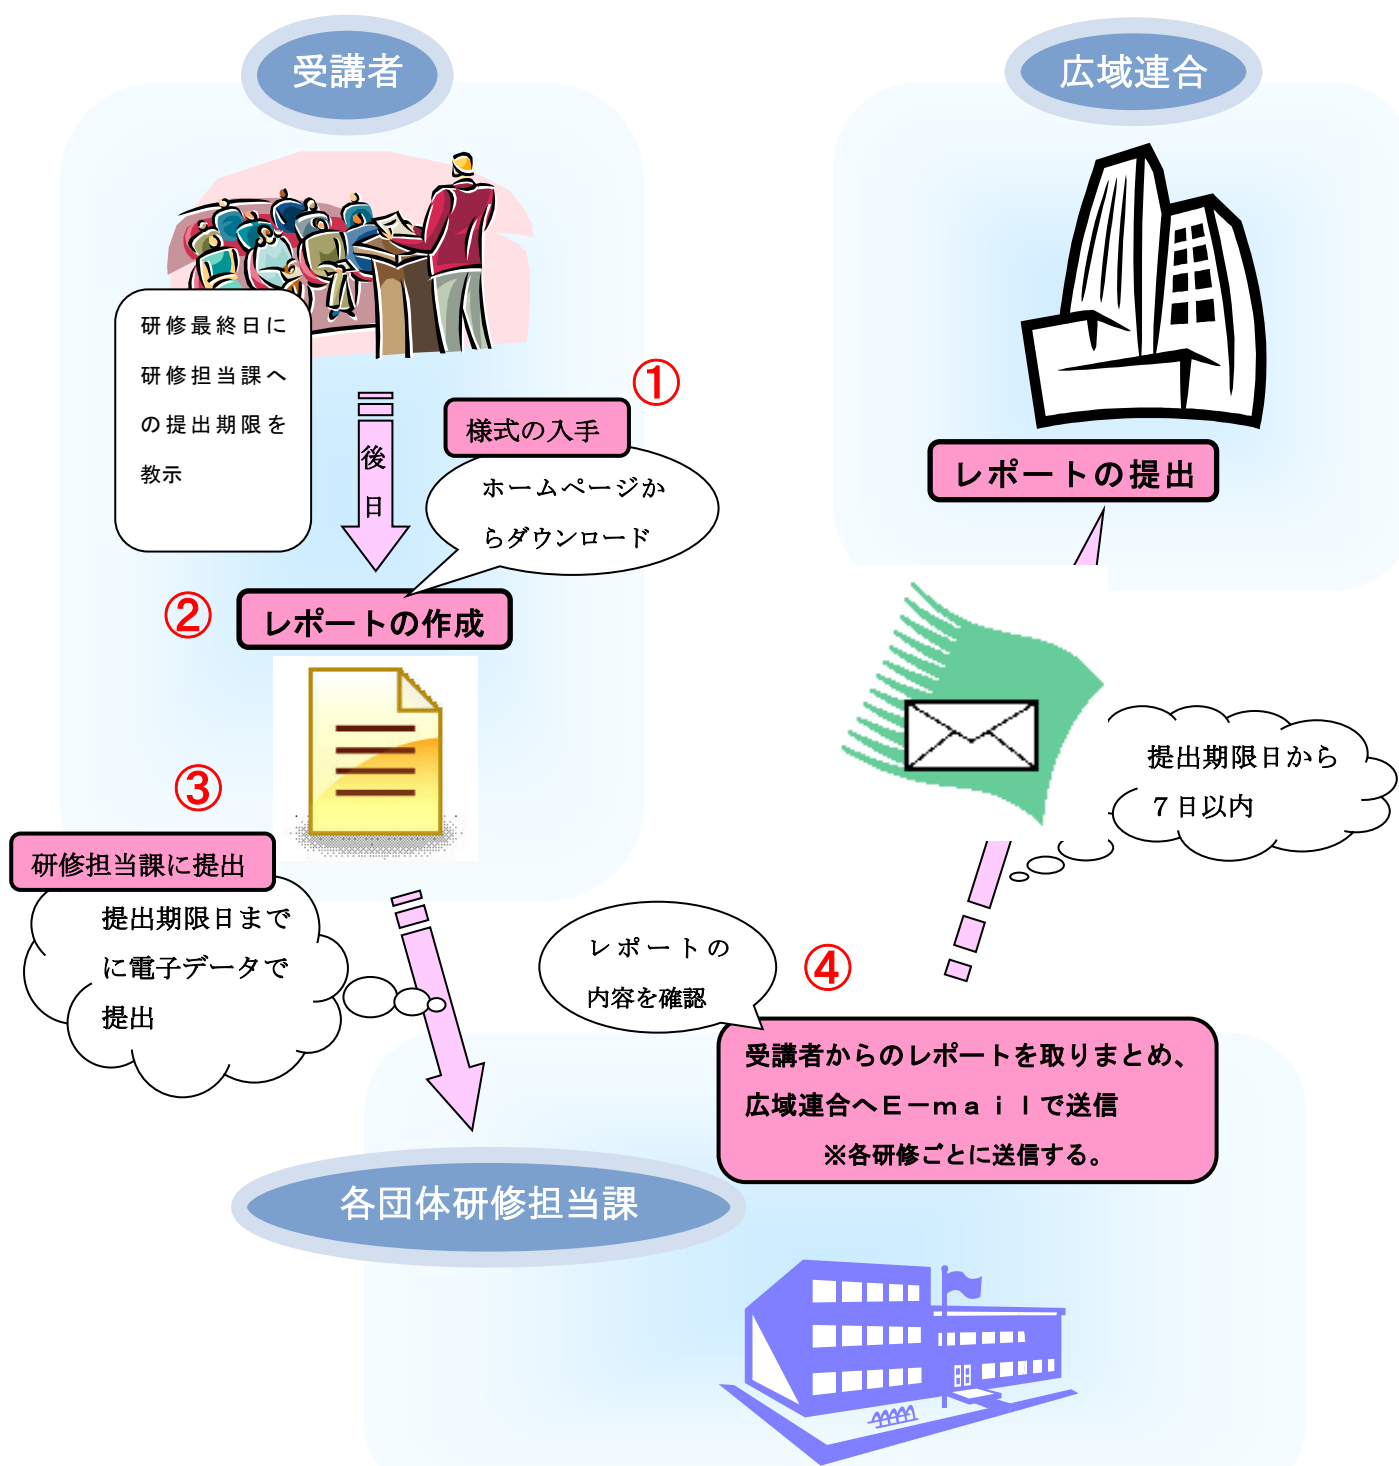 受講者
広域連合
研修最終日に
研修担当課へ
の提出期限を
教示
後
日
①
様式の入手
ホームページか
らダウンロード
②
レポートの作成
③
研修担当課に提出
提出期限日まで
に電子データで
提出
レポートの提出
提出期限日から
７日以内
レポートの
内容を確認
④
受講者からのレポートを取りまとめ、
広域連合へＥ－ｍａｉｌで送信
※各研修ごとに送信する。
各団体研修担当課